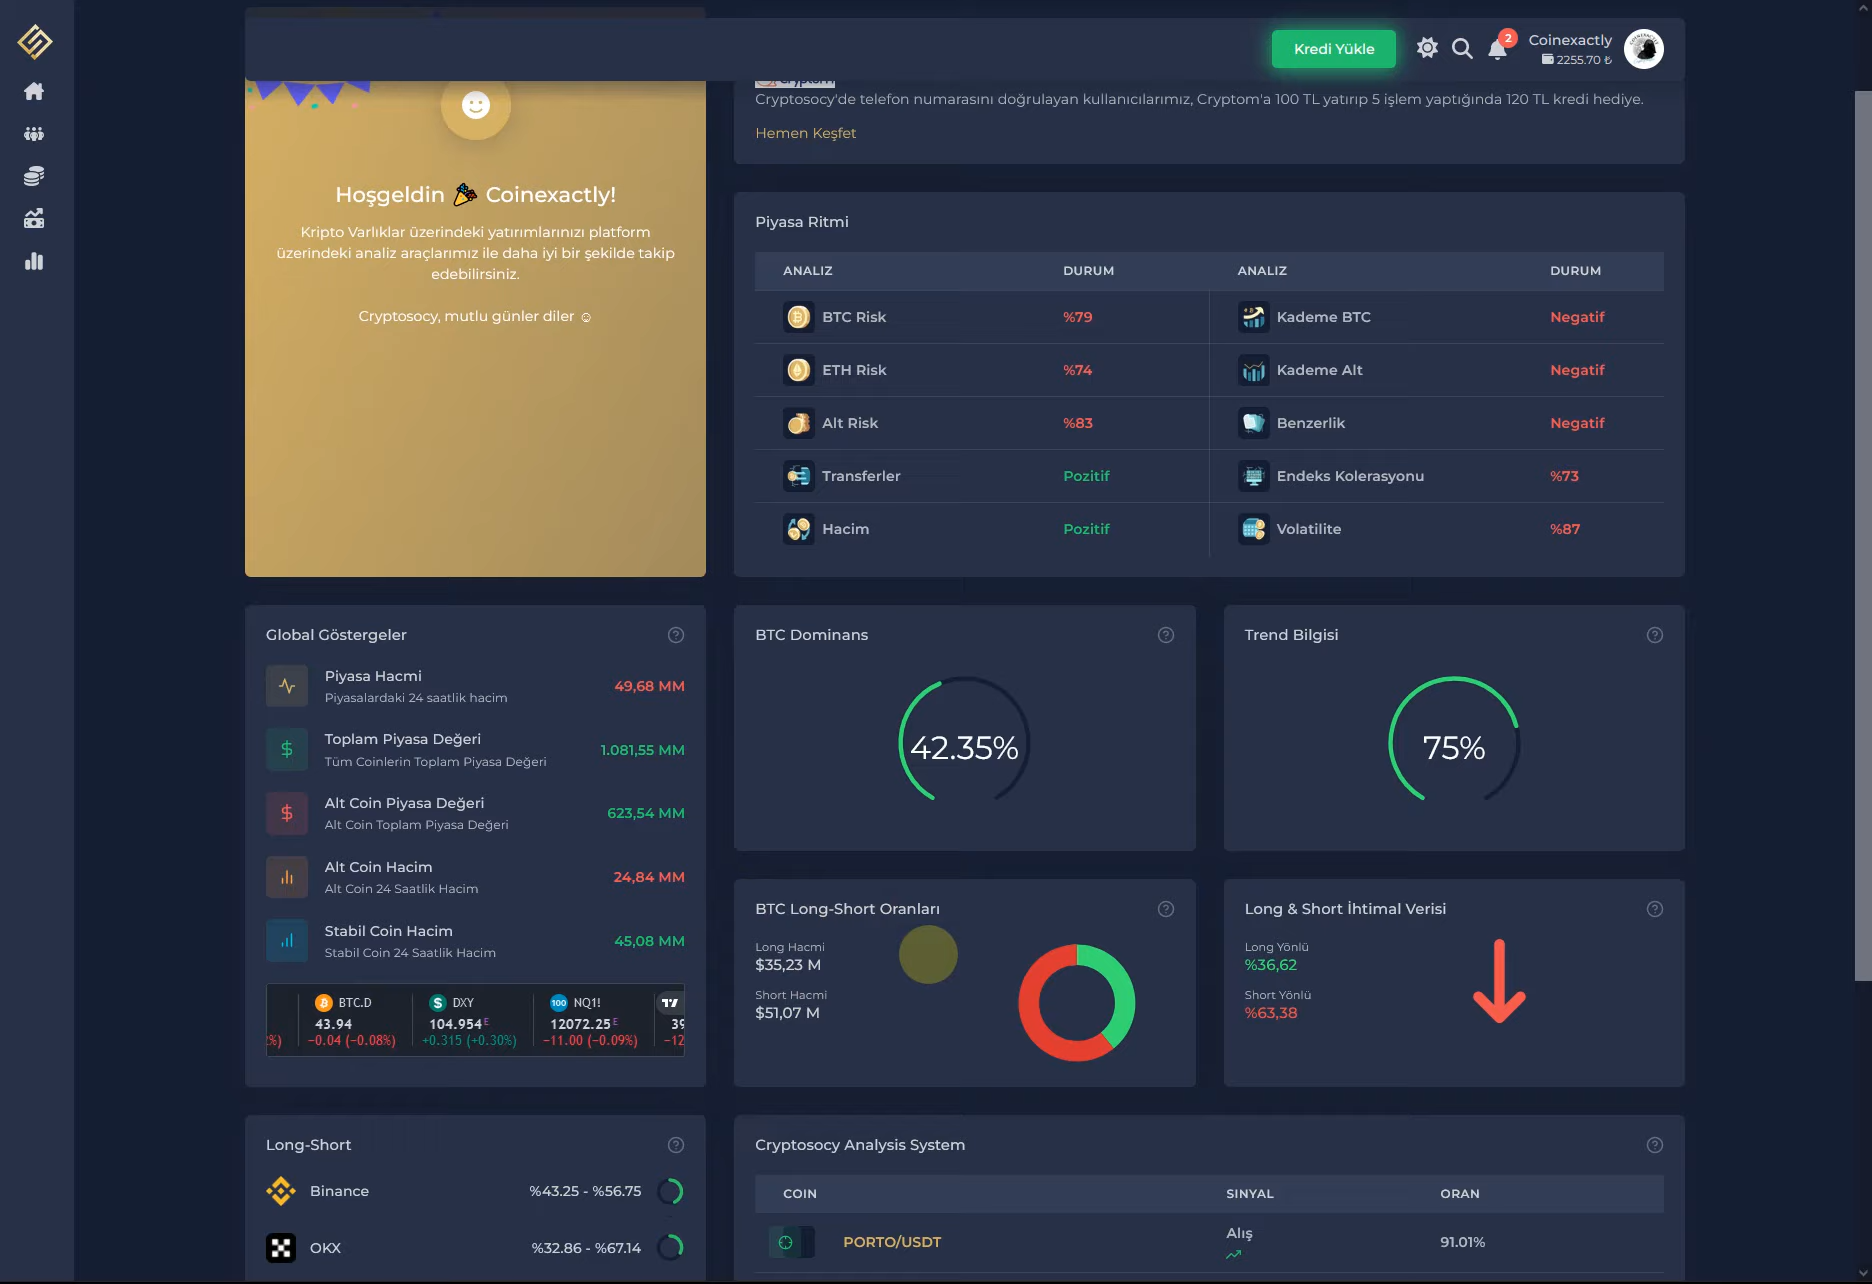 Kredi Yükle
2
Coinexactly
2255.70 ₺
Cryptosocy'de telefon numarasını doğrulayan kullanıcılarımız, Cryptom'a 100 TL yatırıp 5 işlem yaptığında 120 TL kredi hediye.
Hemen Keşfet
Hoşgeldin 🎉 Coinexactly!
Kripto Varlıklar üzerindeki yatırımlarınızı platform
üzerindeki analiz araçlarımız ile daha iyi bir şekilde takip
edebilirsiniz.
Cryptosocy, mutlu günler diler ☺
Piyasa Ritmi
ANALIZ DURUM ANALIZ DURUM
BTC Risk %79 Kademe BTC Negatif
ETH Risk %74 Kademe Alt Negatif
Alt Risk %83 Benzerlik Negatif
Transferler Pozitif Endeks Kolerasyonu %73
Hacim Pozitif Volatilite %87
Global Göstergeler
Piyasa Hacmi
Piyasalardaki 24 saatlik hacim
49,68 MM
Toplam Piyasa Değeri
Tüm Coinlerin Toplam Piyasa Değeri
1.081,55 MM
Alt Coin Piyasa Değeri
Alt Coin Toplam Piyasa Değeri
623,54 MM
Alt Coin Hacim
Alt Coin 24 Saatlik Hacim
24,84 MM
Stabil Coin Hacim
Stabil Coin 24 Saatlik Hacim
45,08 MM
BTC.D
43.94
−0.04 (−0.08%)
DXY
104.954 E
+0.315 (+0.30%)
100 NQ1!
12072.25 E
−11.00 (−0.09%)
39
−12
BTC Dominans
42.35%
Trend Bilgisi
75%
BTC Long-Short Oranları
Long Hacmi
$35,23 M
Short Hacmi
$51,07 M
Long & Short İhtimal Verisi
Long Yönlü
%36,62
Short Yönlü
%63,38
Long-Short
Binance %43.25 - %56.75
OKX %32.86 - %67.14
Cryptosocy Analysis System
COIN SINYAL ORAN
PORTO/USDT Alış 91.01%